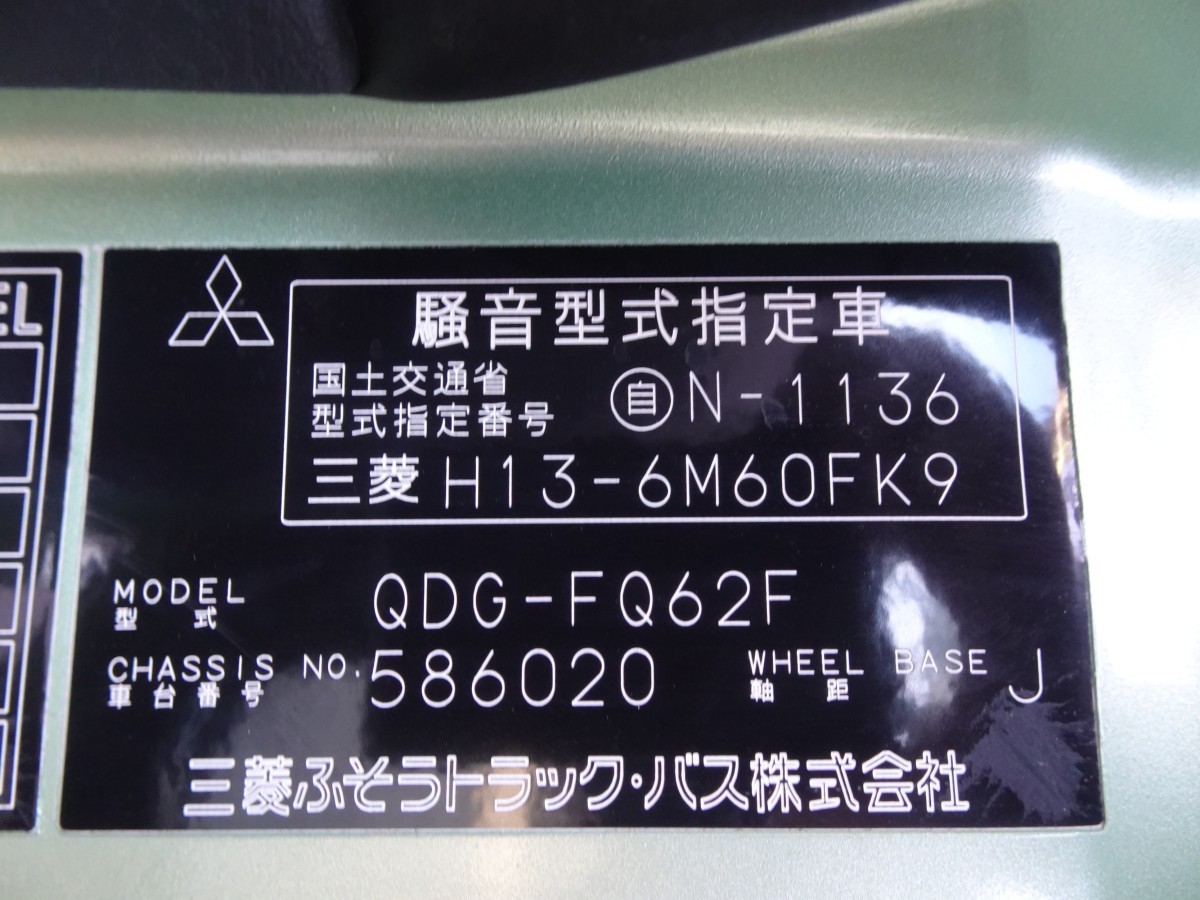 騒音型式指定車
国土交通省
型式指定番号
自 N-1136
三菱 H13-6M60FK9
MODEL
型式
QDG-FQ62F
CHASSIS NO.
車台番号
586020
WHEEL BASE
軸距
J
三菱ふそうトラック・バス株式会社